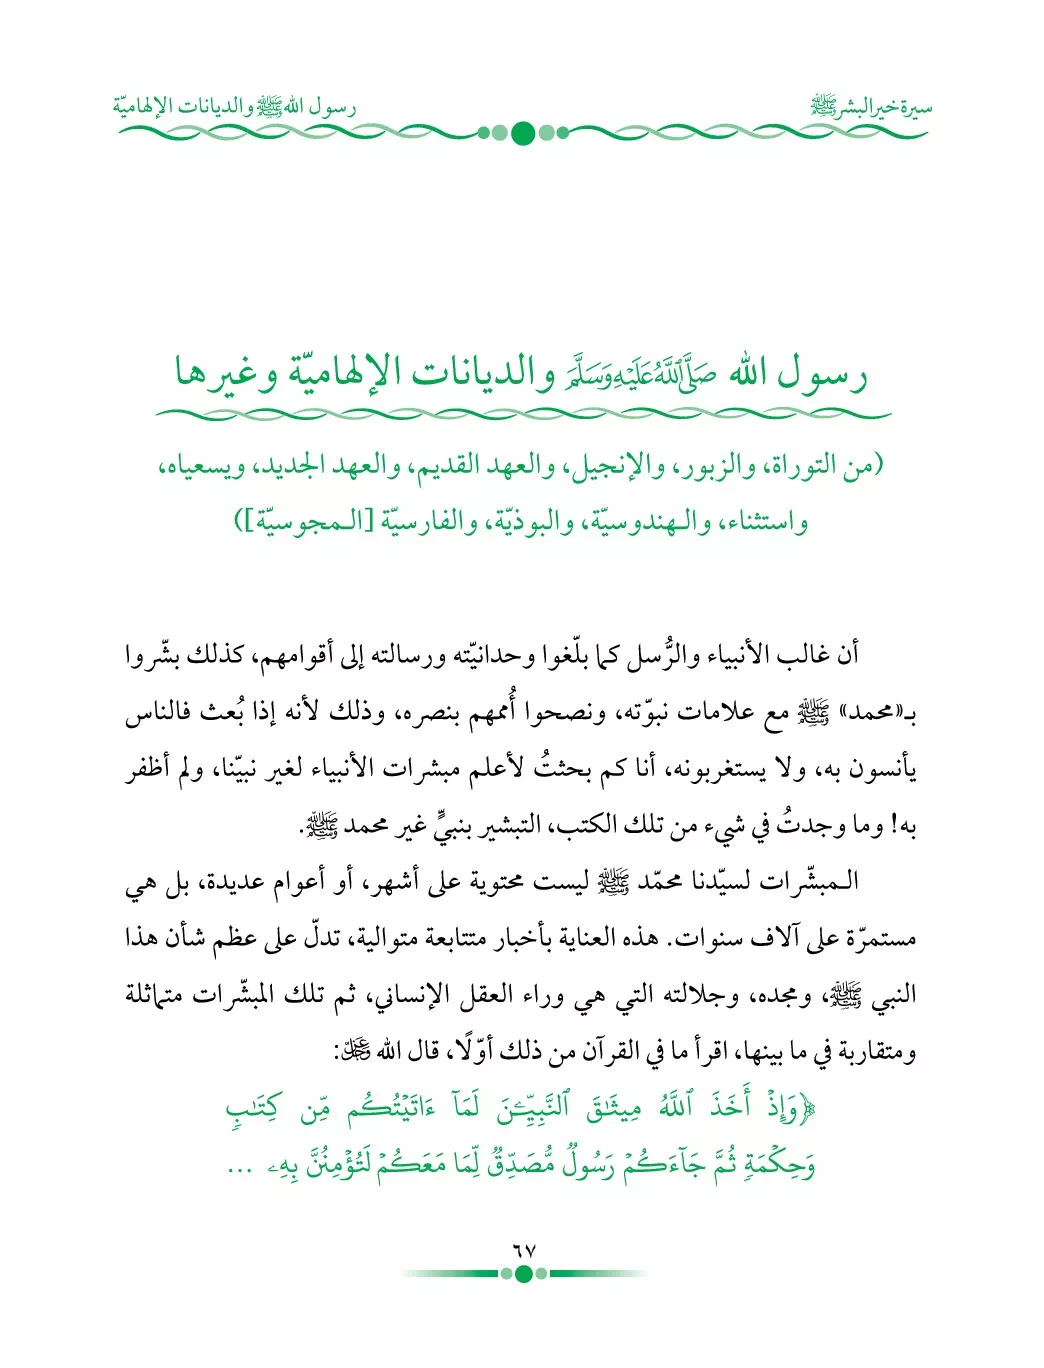 سيرة خير البشر ﷺ
رسول الله ﷺ والديانات الإلهاميّة
رسول الله ﷺ والديانات الإلهاميّة وغيرها
(من التوراة، والزبور، والإنجيل، والعهد القديم، والعهد الجديد، ويسعياه،
واستثناء، والـهندوسيّة، والبوذيّة، والفارسيّة [الـمجوسيّة])
أن غالب الأنبياء والرُّسل كما بلّغوا وحدانيّته ورسالته إلى أقوامهم، كذلك بشّروا
بـ«محمد» ﷺ مع علامات نبوّته، ونصحوا أُممهم بنصره، وذلك لأنه إذا بُعث فالناس
يأنسون به، ولا يستغربونه، أنا كم بحثتُ لأعلم مبشرات الأنبياء لغير نبيّنا، ولم أظفر
به! وما وجدتُ في شيء من تلك الكتب، التبشير بنبيٍّ غير محمد ﷺ.
الـمبشّرات لسيّدنا محمّد ﷺ ليست محتوية على أشهر، أو أعوام عديدة، بل هي
مستمرّة على آلاف سنوات. هذه العناية بأخبار متتابعة متوالية، تدلّ على عظم شأن هذا
النبي ﷺ، ومجده، وجلالته التي هي وراء العقل الإنساني، ثم تلك المبشّرات متماثلة
ومتقاربة في ما بينها، اقرأ ما في القرآن من ذلك أوّلًا، قال الله ﷻ:
﴿وَإِذۡ أَخَذَ ٱللَّهُ مِيثَٰقَ ٱلنَّبِيِّـۧنَ لَمَآ ءَاتَيۡتُكُم مِّن كِتَٰبٖ
وَحِكۡمَةٖ ثُمَّ جَآءَكُمۡ رَسُولٞ مُّصَدِّقٞ لِّمَا مَعَكُمۡ لَتُؤۡمِنُنَّ بِهِۦ ...
٦٧